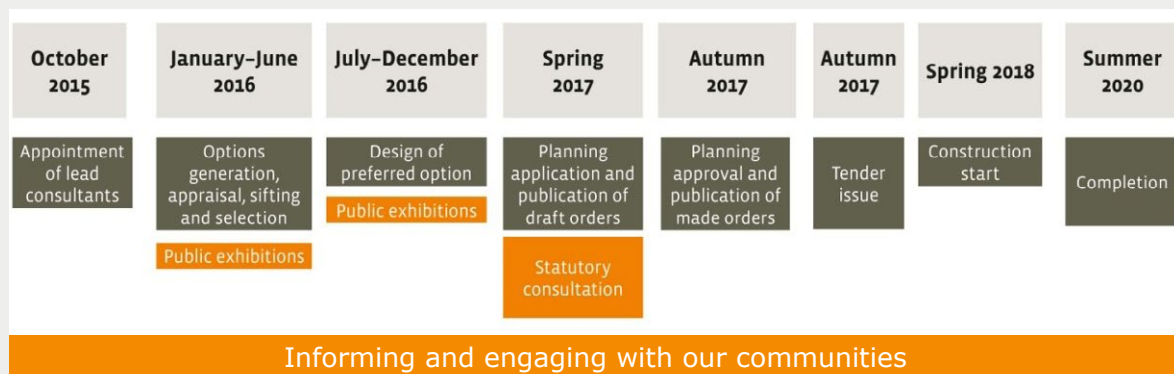 October
2015
January–June
2016
July–December
2016
Spring
2017
Autumn
2017
Autumn
2017
Spring 2018
Summer
2020
Appointment
of lead
consultants
Options
generation,
appraisal, sifting
and selection
Public exhibitions
Design of
preferred option
Public exhibitions
Planning
application and
publication of
draft orders
Statutory
consultation
Planning
approval and
publication of
made orders
Tender
issue
Construction
start
Completion
Informing and engaging with our communities